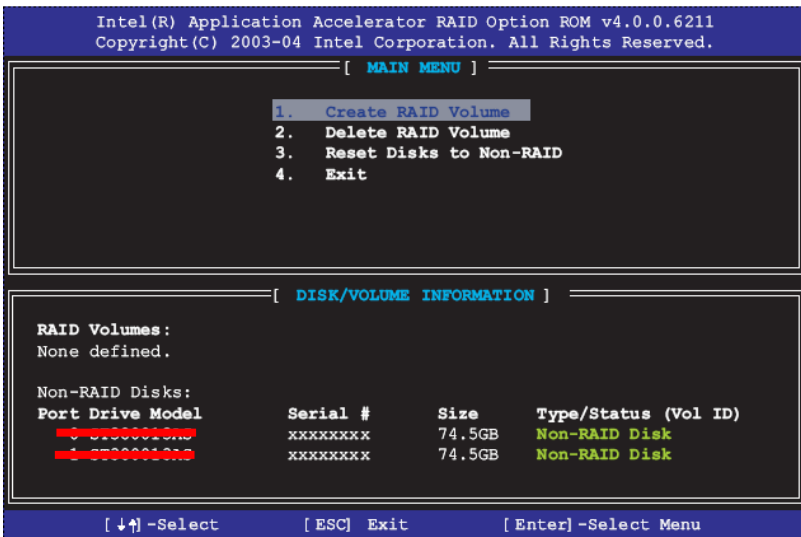 Intel(R) Application Accelerator RAID Option ROM v4.0.0.6211
Copyright(C) 2003-04 Intel Corporation. All Rights Reserved.
[ MAIN MENU ]
1. Create RAID Volume
2. Delete RAID Volume
3. Reset Disks to Non-RAID
4. Exit
[ DISK/VOLUME INFORMATION ]
RAID Volumes:
None defined.
Non-RAID Disks:
Port Drive Model Serial # Size Type/Status (Vol ID)
xxxxxxxx 74.5GB Non-RAID Disk
xxxxxxxx 74.5GB Non-RAID Disk
[↓↑]-Select [ESC] Exit [Enter]-Select Menu